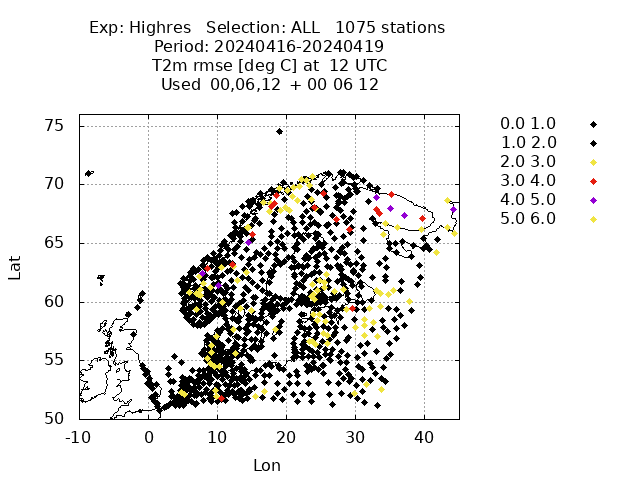 Exp: Highres   Selection: ALL   1075 stations
Period: 20240416-20240419
T2m rmse [deg C] at  12 UTC
Used  00,06,12  + 00 06 12
0.0 1.0
1.0 2.0
2.0 3.0
3.0 4.0
4.0 5.0
5.0 6.0
75
70
65
60
55
50
Lat
-10 0 10 20 30 40
Lon